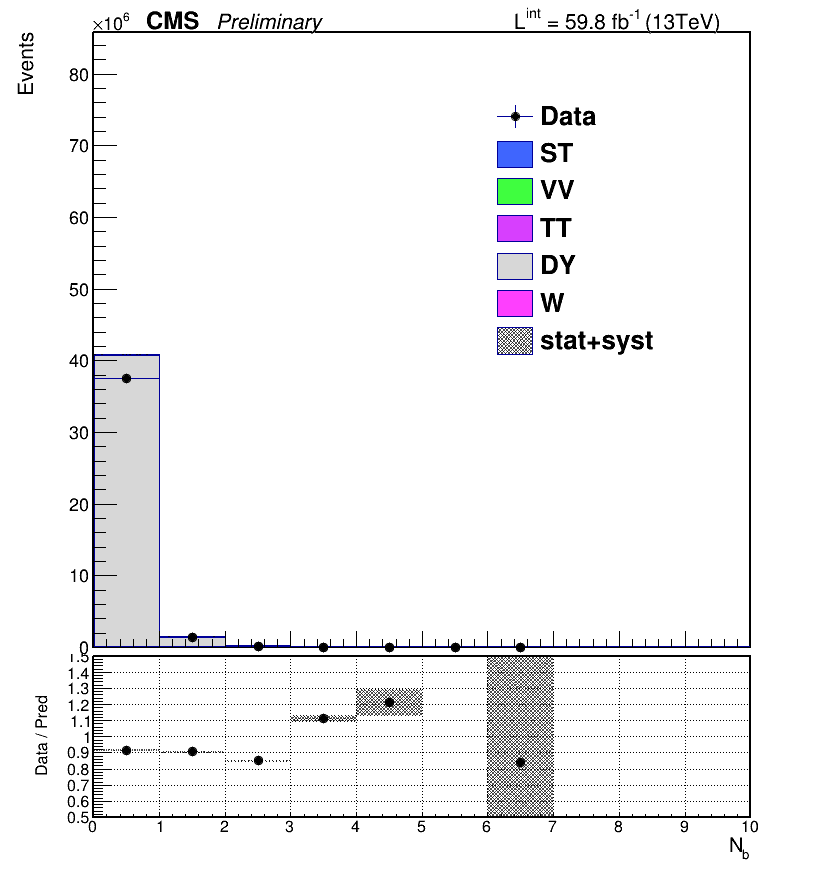 ×10⁶ CMS Preliminary Lⁱⁿᵗ = 59.8 fb⁻¹ (13TeV)
Events
80
70
60
50
40
30
20
10
0
Data
ST
VV
TT
DY
W
stat+syst
Data / Pred
1.5
1.4
1.3
1.2
1.1
1
0.9
0.8
0.7
0.6
0.5
0 1 2 3 4 5 6 7 8 9 10
N_b